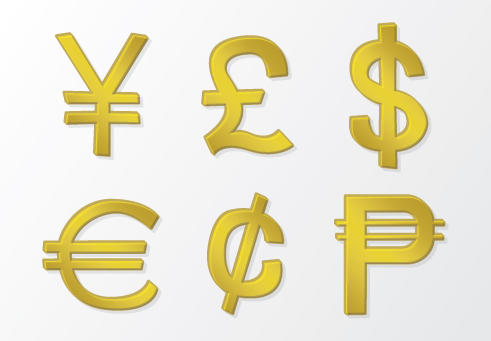 ¥ £ $
€ ¢ ₱